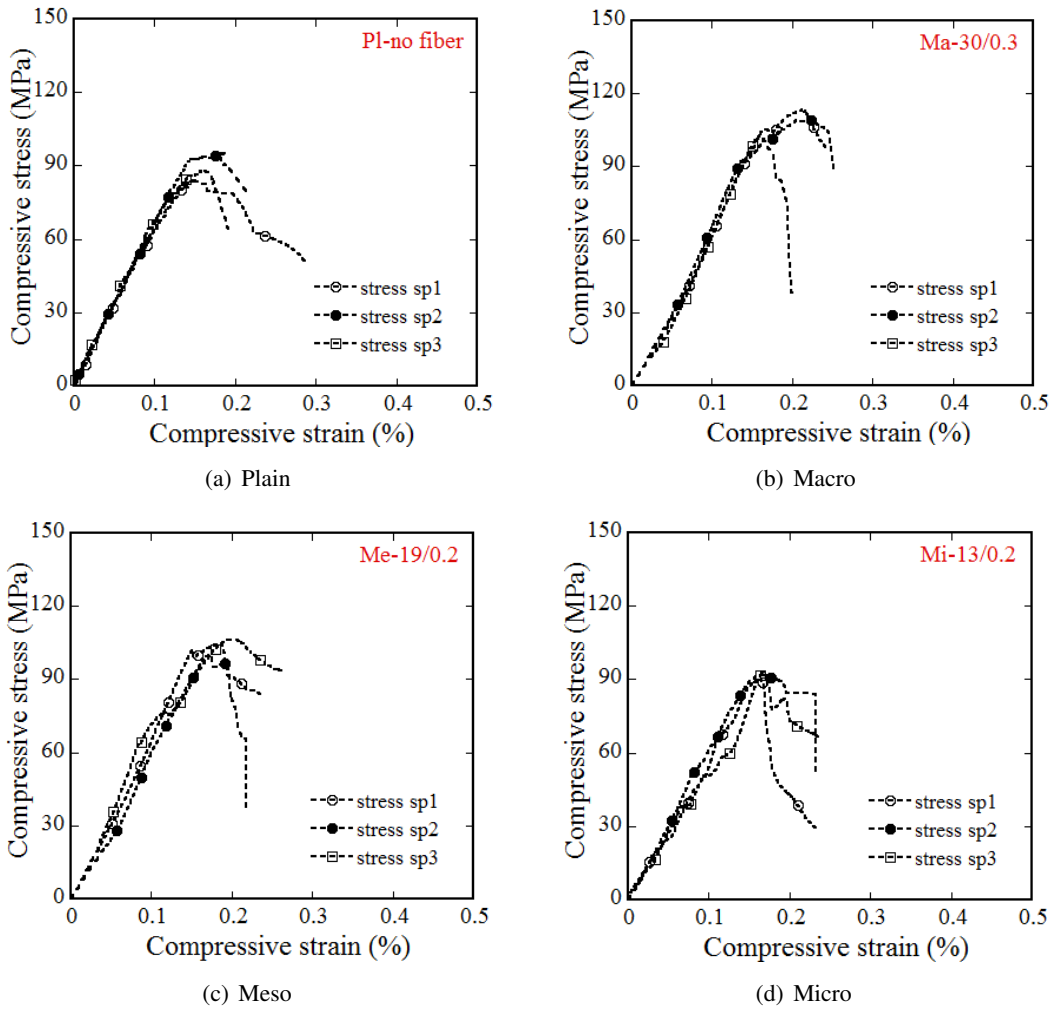 150
120
90
60
30
0
Compressive stress (MPa)
Pl-no fiber
stress sp1
stress sp2
stress sp3
0 0.1 0.2 0.3 0.4 0.5
Compressive strain (%)
(a) Plain
150
120
90
60
30
0
Compressive stress (MPa)
Ma-30/0.3
stress sp1
stress sp2
stress sp3
0 0.1 0.2 0.3 0.4 0.5
Compressive strain (%)
(b) Macro
150
120
90
60
30
0
Compressive stress (MPa)
Me-19/0.2
stress sp1
stress sp2
stress sp3
0 0.1 0.2 0.3 0.4 0.5
Compressive strain (%)
(c) Meso
150
120
90
60
30
0
Compressive stress (MPa)
Mi-13/0.2
stress sp1
stress sp2
stress sp3
0 0.1 0.2 0.3 0.4 0.5
Compressive strain (%)
(d) Micro